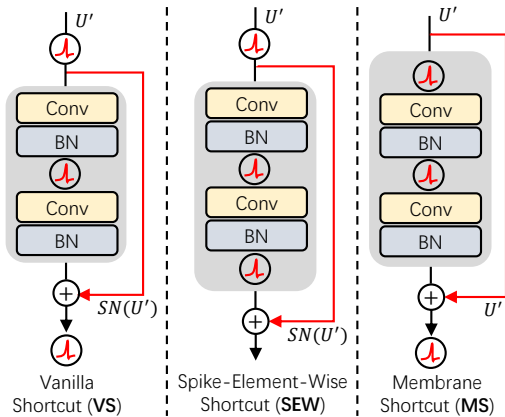 U′
Conv
BN
Conv
BN
+
SN(U′)
Vanilla
Shortcut (VS)
U′
Conv
BN
Conv
BN
+
SN(U′)
Spike-Element-Wise
Shortcut (SEW)
U′
Conv
BN
Conv
BN
+
U′
Membrane
Shortcut (MS)